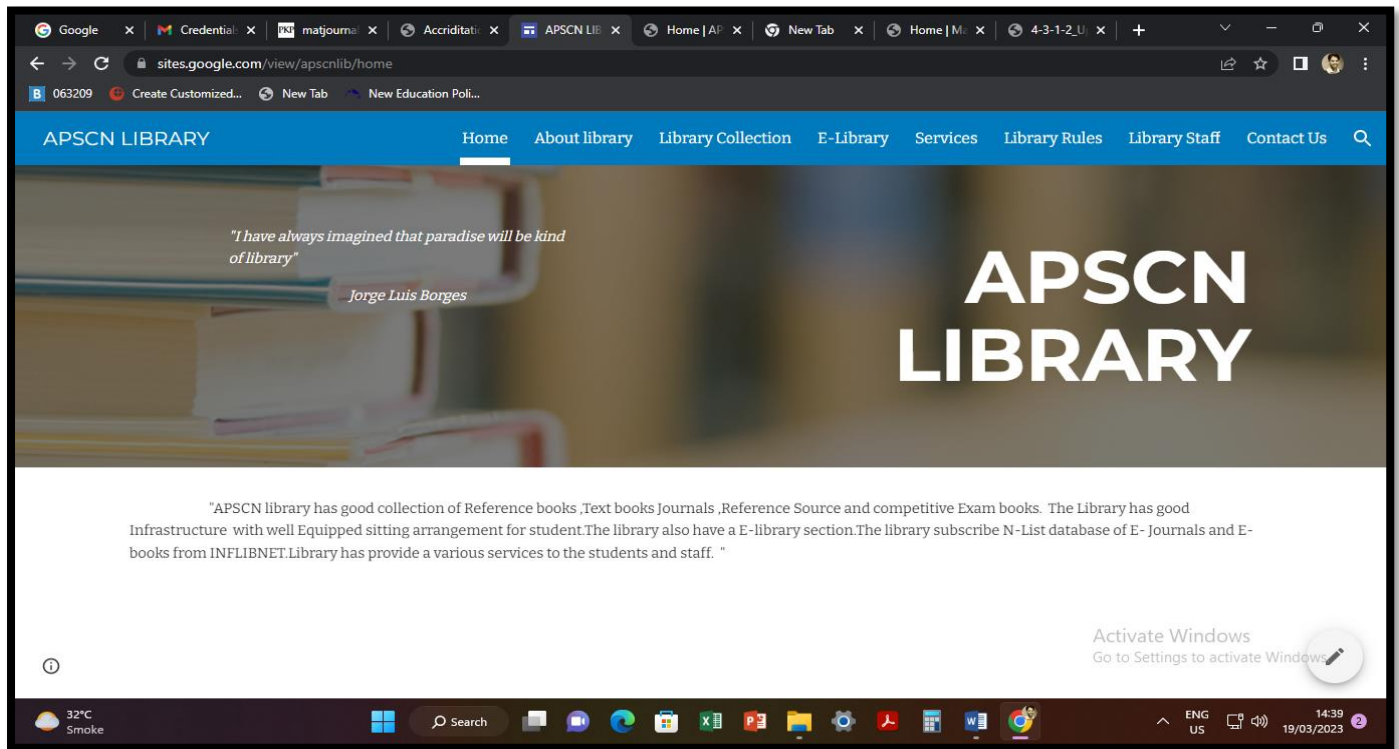 Google
Credential
PKP matjourna
Accriditati
APSCN LIB
Home | AP
New Tab
Home | Ma
4-3-1-2_U
sites.google.com/view/apscnlib/home
B 063209 Create Customized... New Tab New Education Poli...
APSCN LIBRARY Home About library Library Collection E-Library Services Library Rules Library Staff Contact Us
"I have always imagined that paradise will be kind
of library"
Jorge Luis Borges
APSCN
LIBRARY
"APSCN library has good collection of Reference books ,Text books Journals ,Reference Source and competitive Exam books. The Library has good
Infrastructure with well Equipped sitting arrangement for student.The library also have a E-library section.The library subscribe N-List database of E- Journals and E-
books from INFLIBNET.Library has provide a various services to the students and staff. "
Activate Windows
Go to Settings to activate Windows
32°C
Smoke
Search
ENG
US
14:39
19/03/2023
2